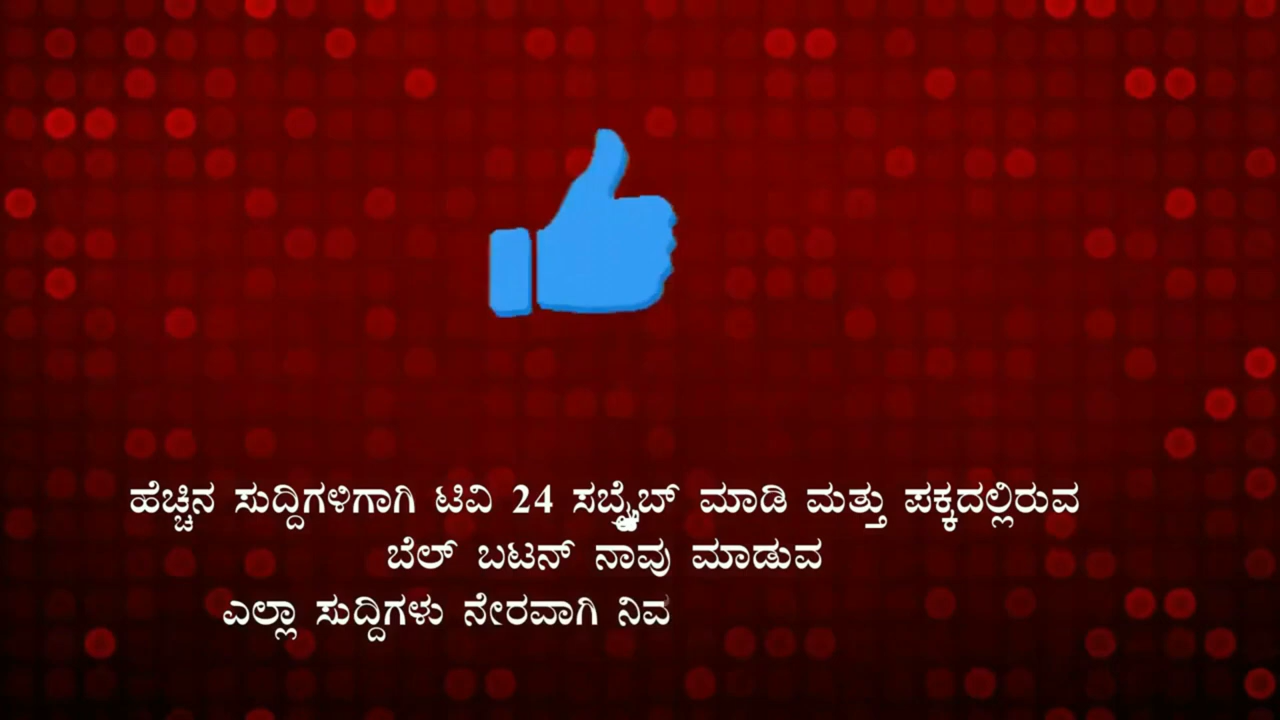 ಹೆಚ್ಚಿನ ಸುದ್ದಿಗಳಿಗಾಗಿ ಟಿವಿ 24 ಸಬ್ಸ್ಕ್ರೈಬ್ ಮಾಡಿ ಮತ್ತು ಪಕ್ಕದಲ್ಲಿರುವ
ಬೆಲ್ ಬಟನ್ ನಾವು ಮಾಡುವ
ಎಲ್ಲಾ ಸುದ್ದಿಗಳು ನೇರವಾಗಿ ನಿವ